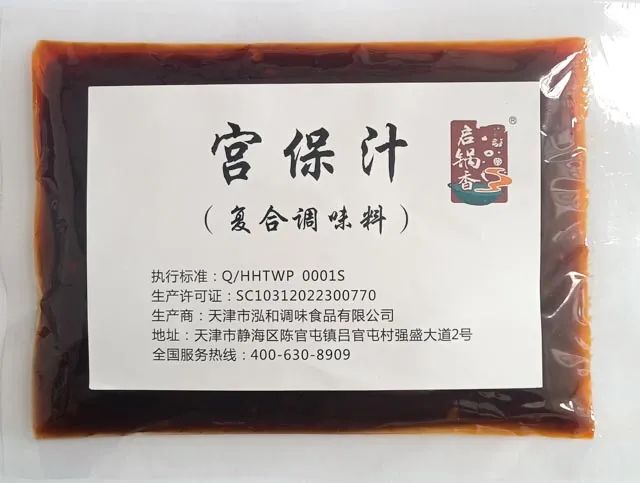 宫保汁
（复合调味料）
启锅香
®
执行标准：Q/HHTWP 0001S
生产许可证：SC10312022300770
生产商：天津市泓和调味食品有限公司
地址：天津市静海区陈官屯镇吕官屯村强盛大道2号
全国服务热线：400-630-8909